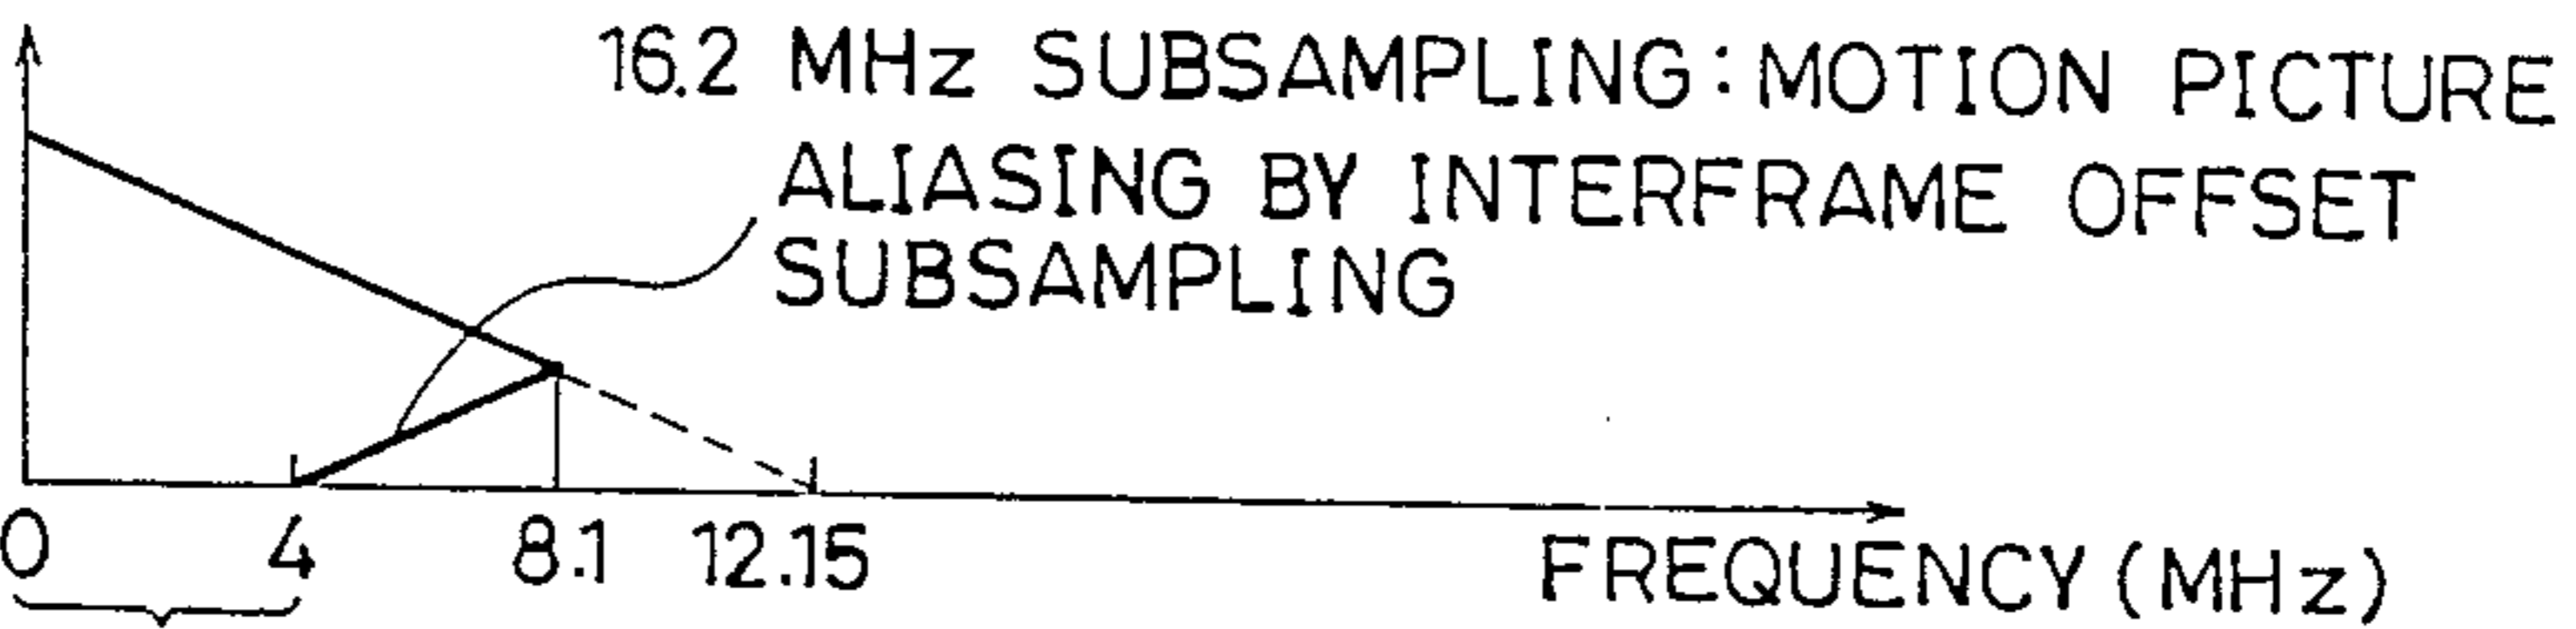 16.2 MHz SUBSAMPLING: MOTION PICTURE
ALIASING BY INTERFRAME OFFSET
SUBSAMPLING
0 4 8.1 12.15 FREQUENCY (MHz)